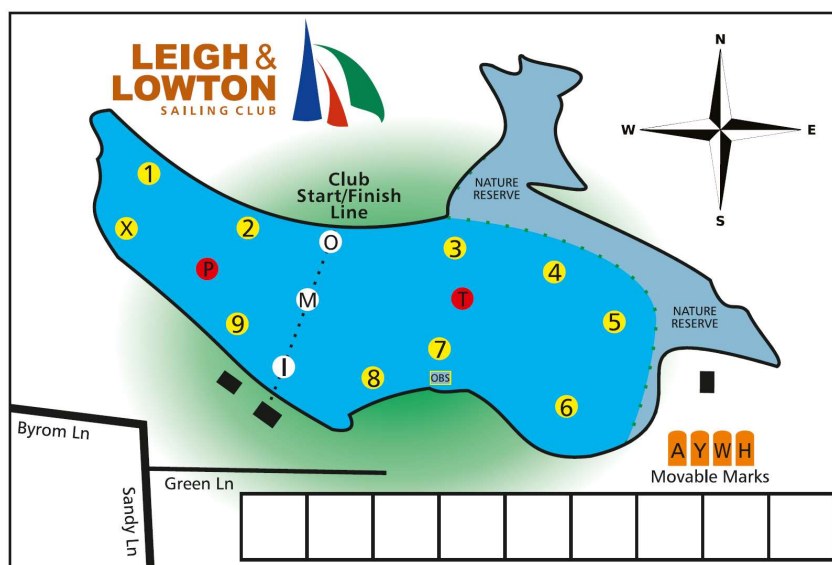 LEIGH &
LOWTON
SAILING CLUB
N
W
E
S
Club
Start/Finish
Line
NATURE
RESERVE
1
X
2
P
O
3
4
M
T
5
NATURE
RESERVE
9
7
I
8
OBS
6
Byrom Ln
Sandy Ln
Green Ln
A Y W H
Movable Marks